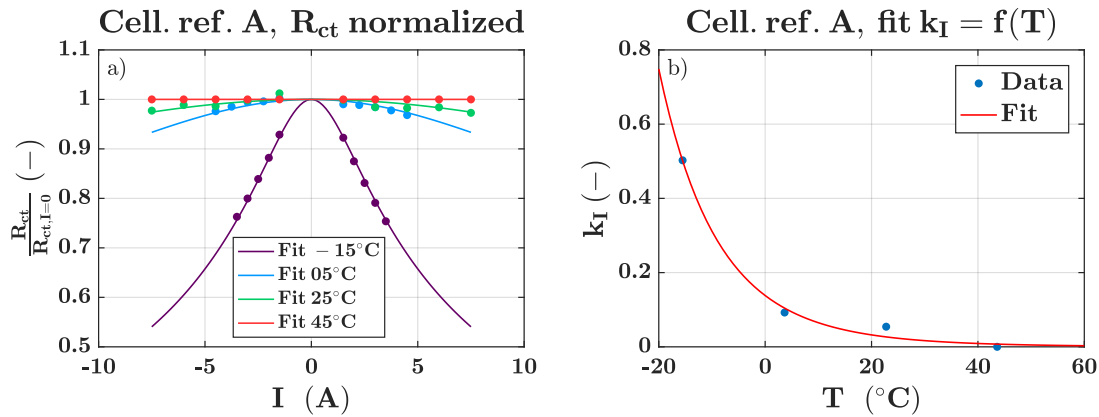 Cell. ref. A, R_ct normalized
a)
1.1
1
0.9
0.8
0.7
0.6
0.5
R_ct / R_ct,I=0 (−)
Fit − 15°C
Fit 05°C
Fit 25°C
Fit 45°C
-10 -5 0 5 10
I (A)
Cell. ref. A, fit k_I = f(T)
b)
0.8
0.6
0.4
0.2
0
k_I (−)
Data
Fit
-20 0 20 40 60
T (°C)